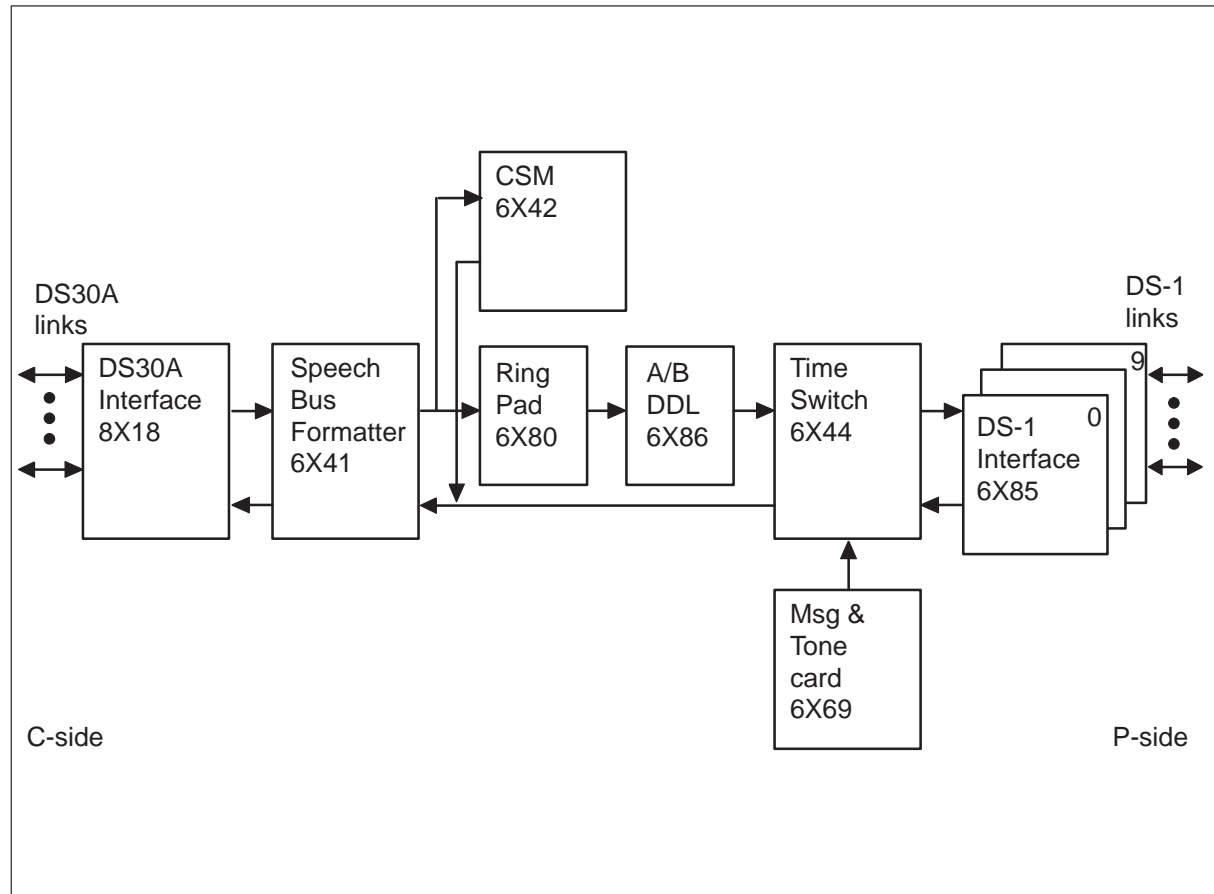 CSM
6X42
DS30A
links
DS-1
links
DS30A
Interface
8X18
Speech
Bus
Formatter
6X41
Ring
Pad
6X80
A/B
DDL
6X86
Time
Switch
6X44
9
0
DS-1
Interface
6X85
Msg &
Tone
card
6X69
C-side
P-side